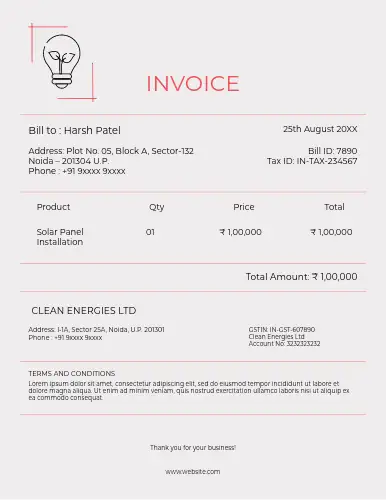 INVOICE
Bill to : Harsh Patel
25th August 20XX
Address: Plot No. 05, Block A, Sector-132
Noida – 201304 U.P.
Phone : +91 9xxxx 9xxxx
Bill ID: 7890
Tax ID: IN-TAX-234567
Product Qty Price Total
Solar Panel Installation 01 ₹ 1,00,000 ₹ 1,00,000
Total Amount: ₹ 1,00,000
CLEAN ENERGIES LTD
Address: I-1A, Sector 25A, Noida, U.P. 201301
Phone : +91 9xxxx 9xxxx
GSTIN: IN-GST-607890
Clean Energies Ltd
Account No: 3232323232
TERMS AND CONDITIONS
Lorem ipsum dolor sit amet, consectetur adipiscing elit, sed do eiusmod tempor incididunt ut labore et
dolore magna aliqua. Ut enim ad minim veniam, quis nostrud exercitation ullamco laboris nisi ut aliquip ex
ea commodo consequat
Thank you for your business!
www.website.com